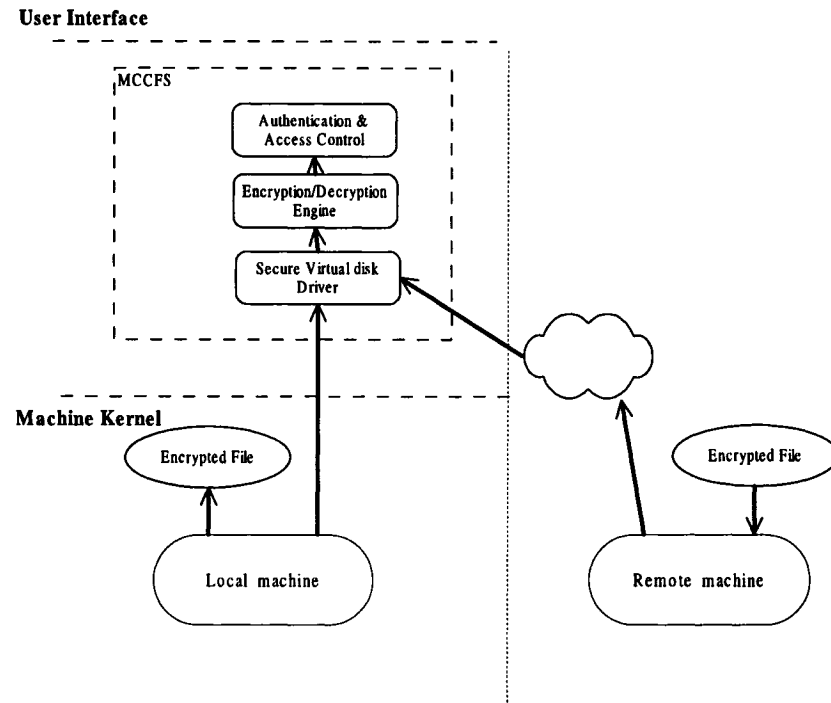 User Interface
MCCFS
Authentication &
Access Control
Encryption/Decryption
Engine
Secure Virtual disk
Driver
Machine Kernel
Encrypted File
Encrypted File
Local machine
Remote machine